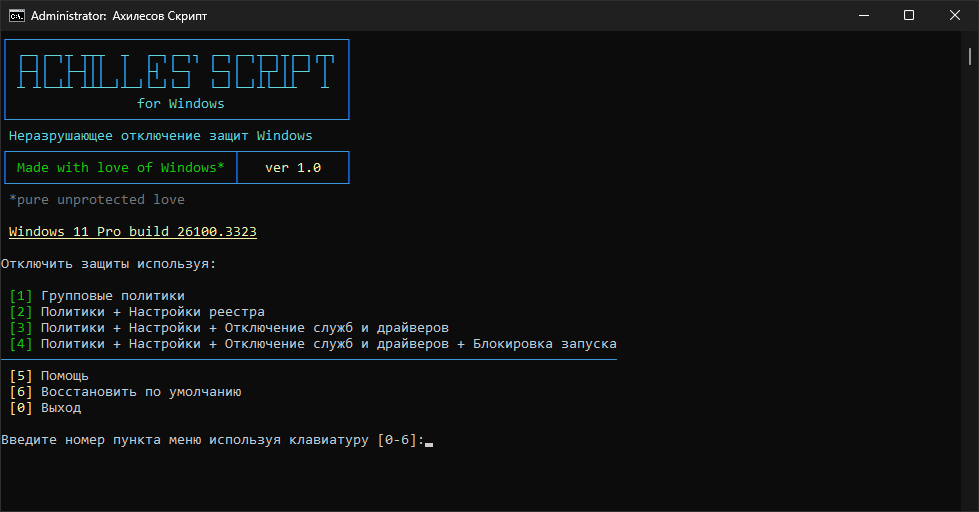 Administrator: Ахилесов Скрипт
ACHILLES SCRIPT
for Windows
Неразрушающее отключение защит Windows
Made with love of Windows* ver 1.0
*pure unprotected love
Windows 11 Pro build 26100.3323
Отключить защиты используя:
[1] Групповые политики
[2] Политики + Настройки реестра
[3] Политики + Настройки + Отключение служб и драйверов
[4] Политики + Настройки + Отключение служб и драйверов + Блокировка запуска
[5] Помощь
[6] Восстановить по умолчанию
[0] Выход
Введите номер пункта меню используя клавиатуру [0-6]: